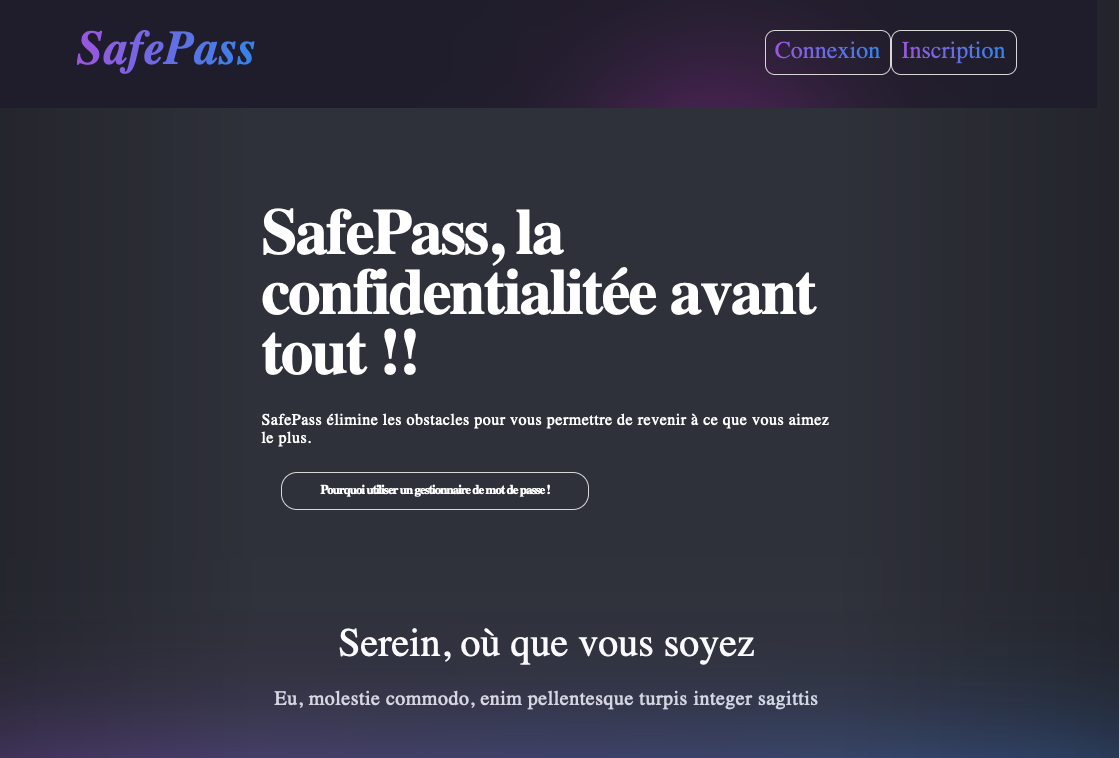 SafePass
Connexion
Inscription
SafePass, la
confidentialitée avant
tout !!
SafePass élimine les obstacles pour vous permettre de revenir à ce que vous aimez
le plus.
Pourquoi utiliser un gestionnaire de mot de passe !
Serein, où que vous soyez
Eu, molestie commodo, enim pellentesque turpis integer sagittis